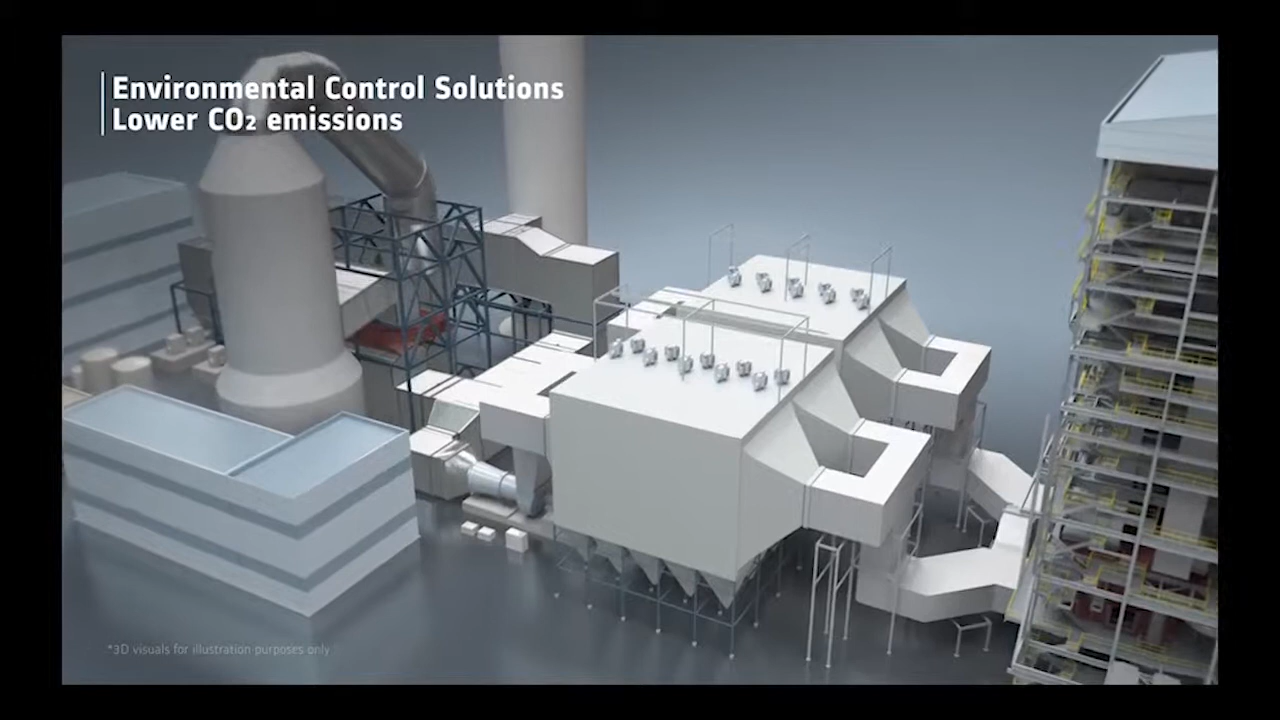 Environmental Control Solutions
Lower CO₂ emissions
*3D visuals for illustration purposes only